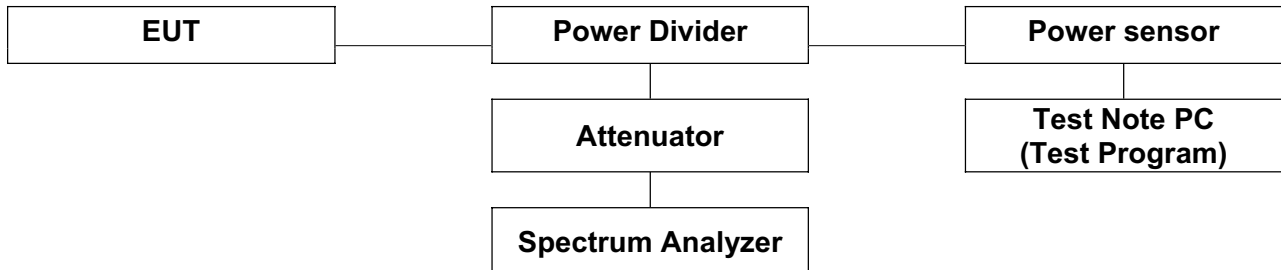 EUT
Power Divider
Power sensor
Attenuator
Test Note PC
(Test Program)
Spectrum Analyzer